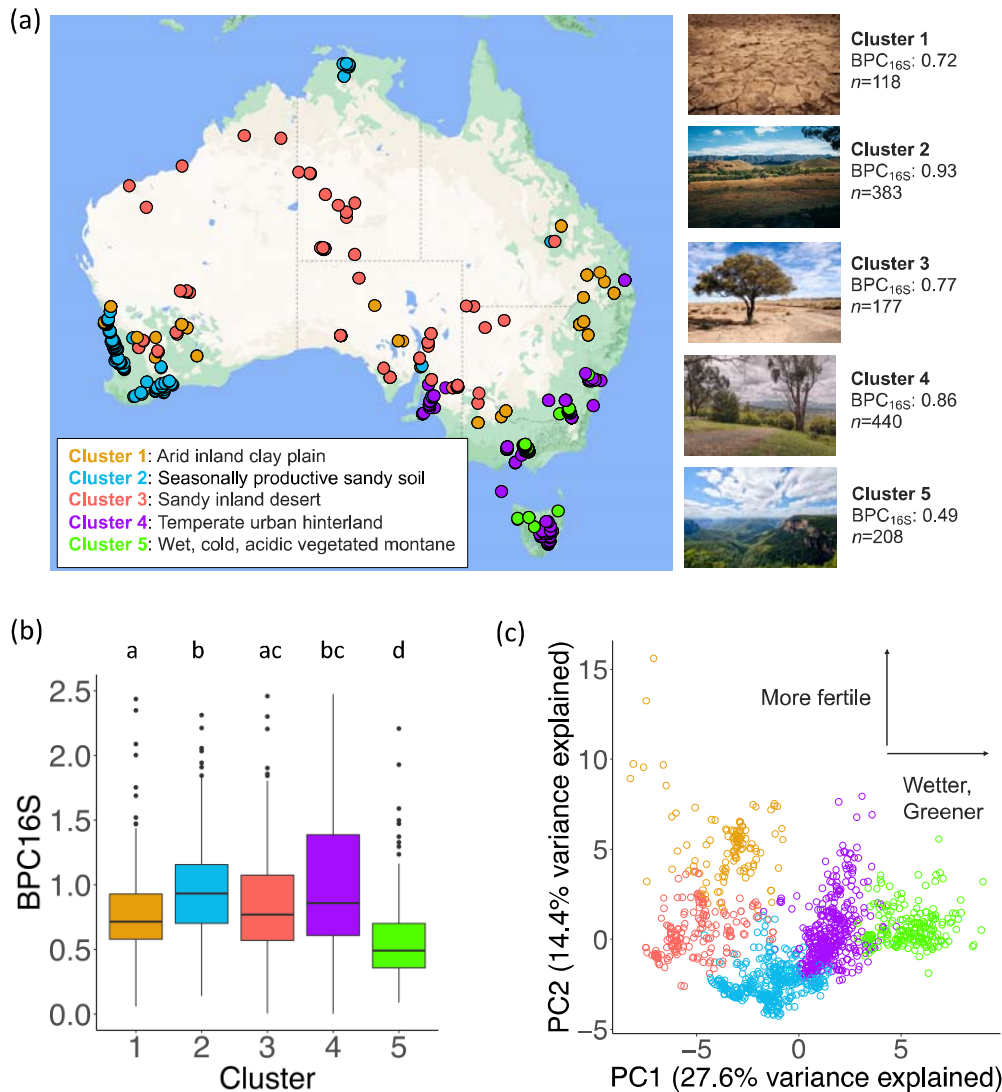 (a)
Cluster 1
BPC16S: 0.72
n=118
Cluster 2
BPC16S: 0.93
n=383
Cluster 3
BPC16S: 0.77
n=177
Cluster 4
BPC16S: 0.86
n=440
Cluster 5
BPC16S: 0.49
n=208
Cluster 1: Arid inland clay plain
Cluster 2: Seasonally productive sandy soil
Cluster 3: Sandy inland desert
Cluster 4: Temperate urban hinterland
Cluster 5: Wet, cold, acidic vegetated montane
(b)
a b ac bc d
BPC16S
2.5
2.0
1.5
1.0
0.5
0.0
1 2 3 4 5
Cluster
(c)
PC2 (14.4% variance explained)
15
10
5
0
−5
More fertile
Wetter,
Greener
−5 0 5
PC1 (27.6% variance explained)